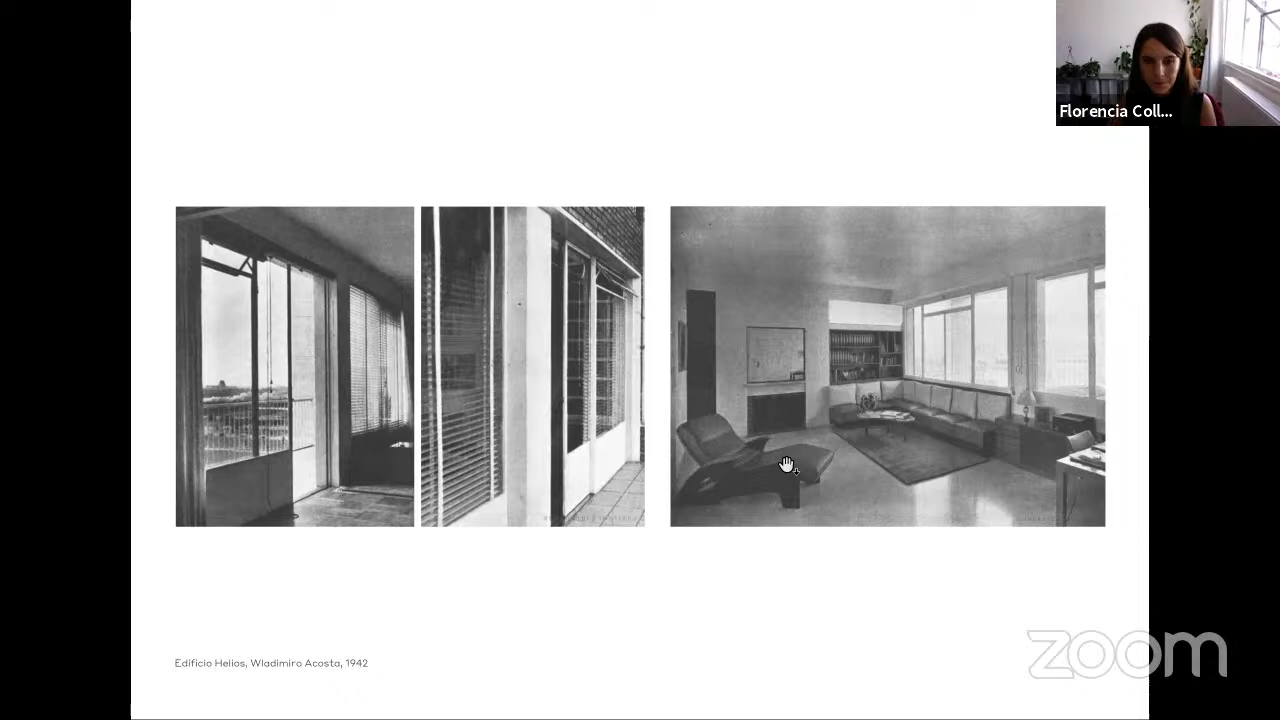 Florencia Coll...
Edificio Helios, Wladimiro Acosta, 1942
zoom